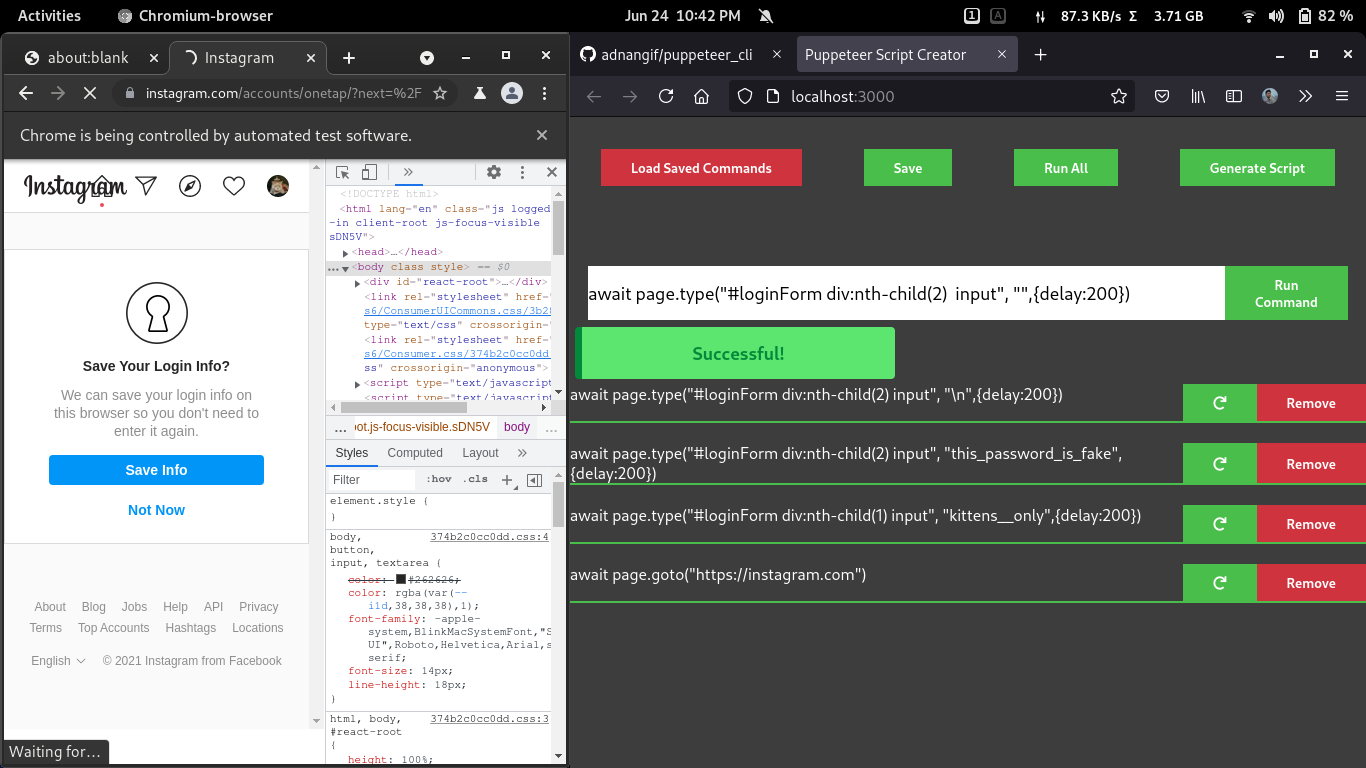 Activities Chromium-browser Jun 24 10:42 PM 1 A 87.3 KB/s Σ 3.71 GB 82 %
about:blank Instagram
instagram.com/accounts/onetap/?next=%2F
Chrome is being controlled by automated test software.
Instagram
Save Your Login Info?
We can save your login info on
this browser so you don't need to
enter it again.
Save Info
Not Now
About Blog Jobs Help API Privacy
Terms Top Accounts Hashtags Locations
English © 2021 Instagram from Facebook
Waiting for…
<!DOCTYPE html>
<html lang="en" class="js logged
-in client-root js-focus-visible
sDN5V">
<head>…</head>
<body class style> == $0
<div id="react-root">…</div>
<link rel="stylesheet" href="
s6/ConsumerUICommons.css/3b28
type="text/css" crossorigin="
<link rel="stylesheet" href="
s6/Consumer.css/374b2c0cc0dd
ss" crossorigin="anonymous">
<script type="text/javascript
<script type="text/javascript
… ot.js-focus-visible.sDN5V body …
Styles Computed Layout
Filter :hov .cls
element.style {
}
body, 374b2c0cc0dd.css:4
button,
input, textarea {
color: #262626;
color: rgba(var(--
i1d,38,38,38),1);
font-family: -apple-
system,BlinkMacSystemFont,"S
UI",Roboto,Helvetica,Arial,s
serif;
font-size: 14px;
line-height: 18px;
}
html, body, 374b2c0cc0dd.css:3
#react-root
{
height: 100%;
adnangif/puppeteer_cli Puppeteer Script Creator
localhost:3000
Load Saved Commands Save Run All Generate Script
await page.type("#loginForm div:nth-child(2)  input", "",{delay:200})
Run
Command
Successful!
await page.type("#loginForm div:nth-child(2) input", "\n",{delay:200}) Remove
await page.type("#loginForm div:nth-child(2) input", "this_password_is_fake",
{delay:200}) Remove
await page.type("#loginForm div:nth-child(1) input", "kittens__only",{delay:200}) Remove
await page.goto("https://instagram.com") Remove